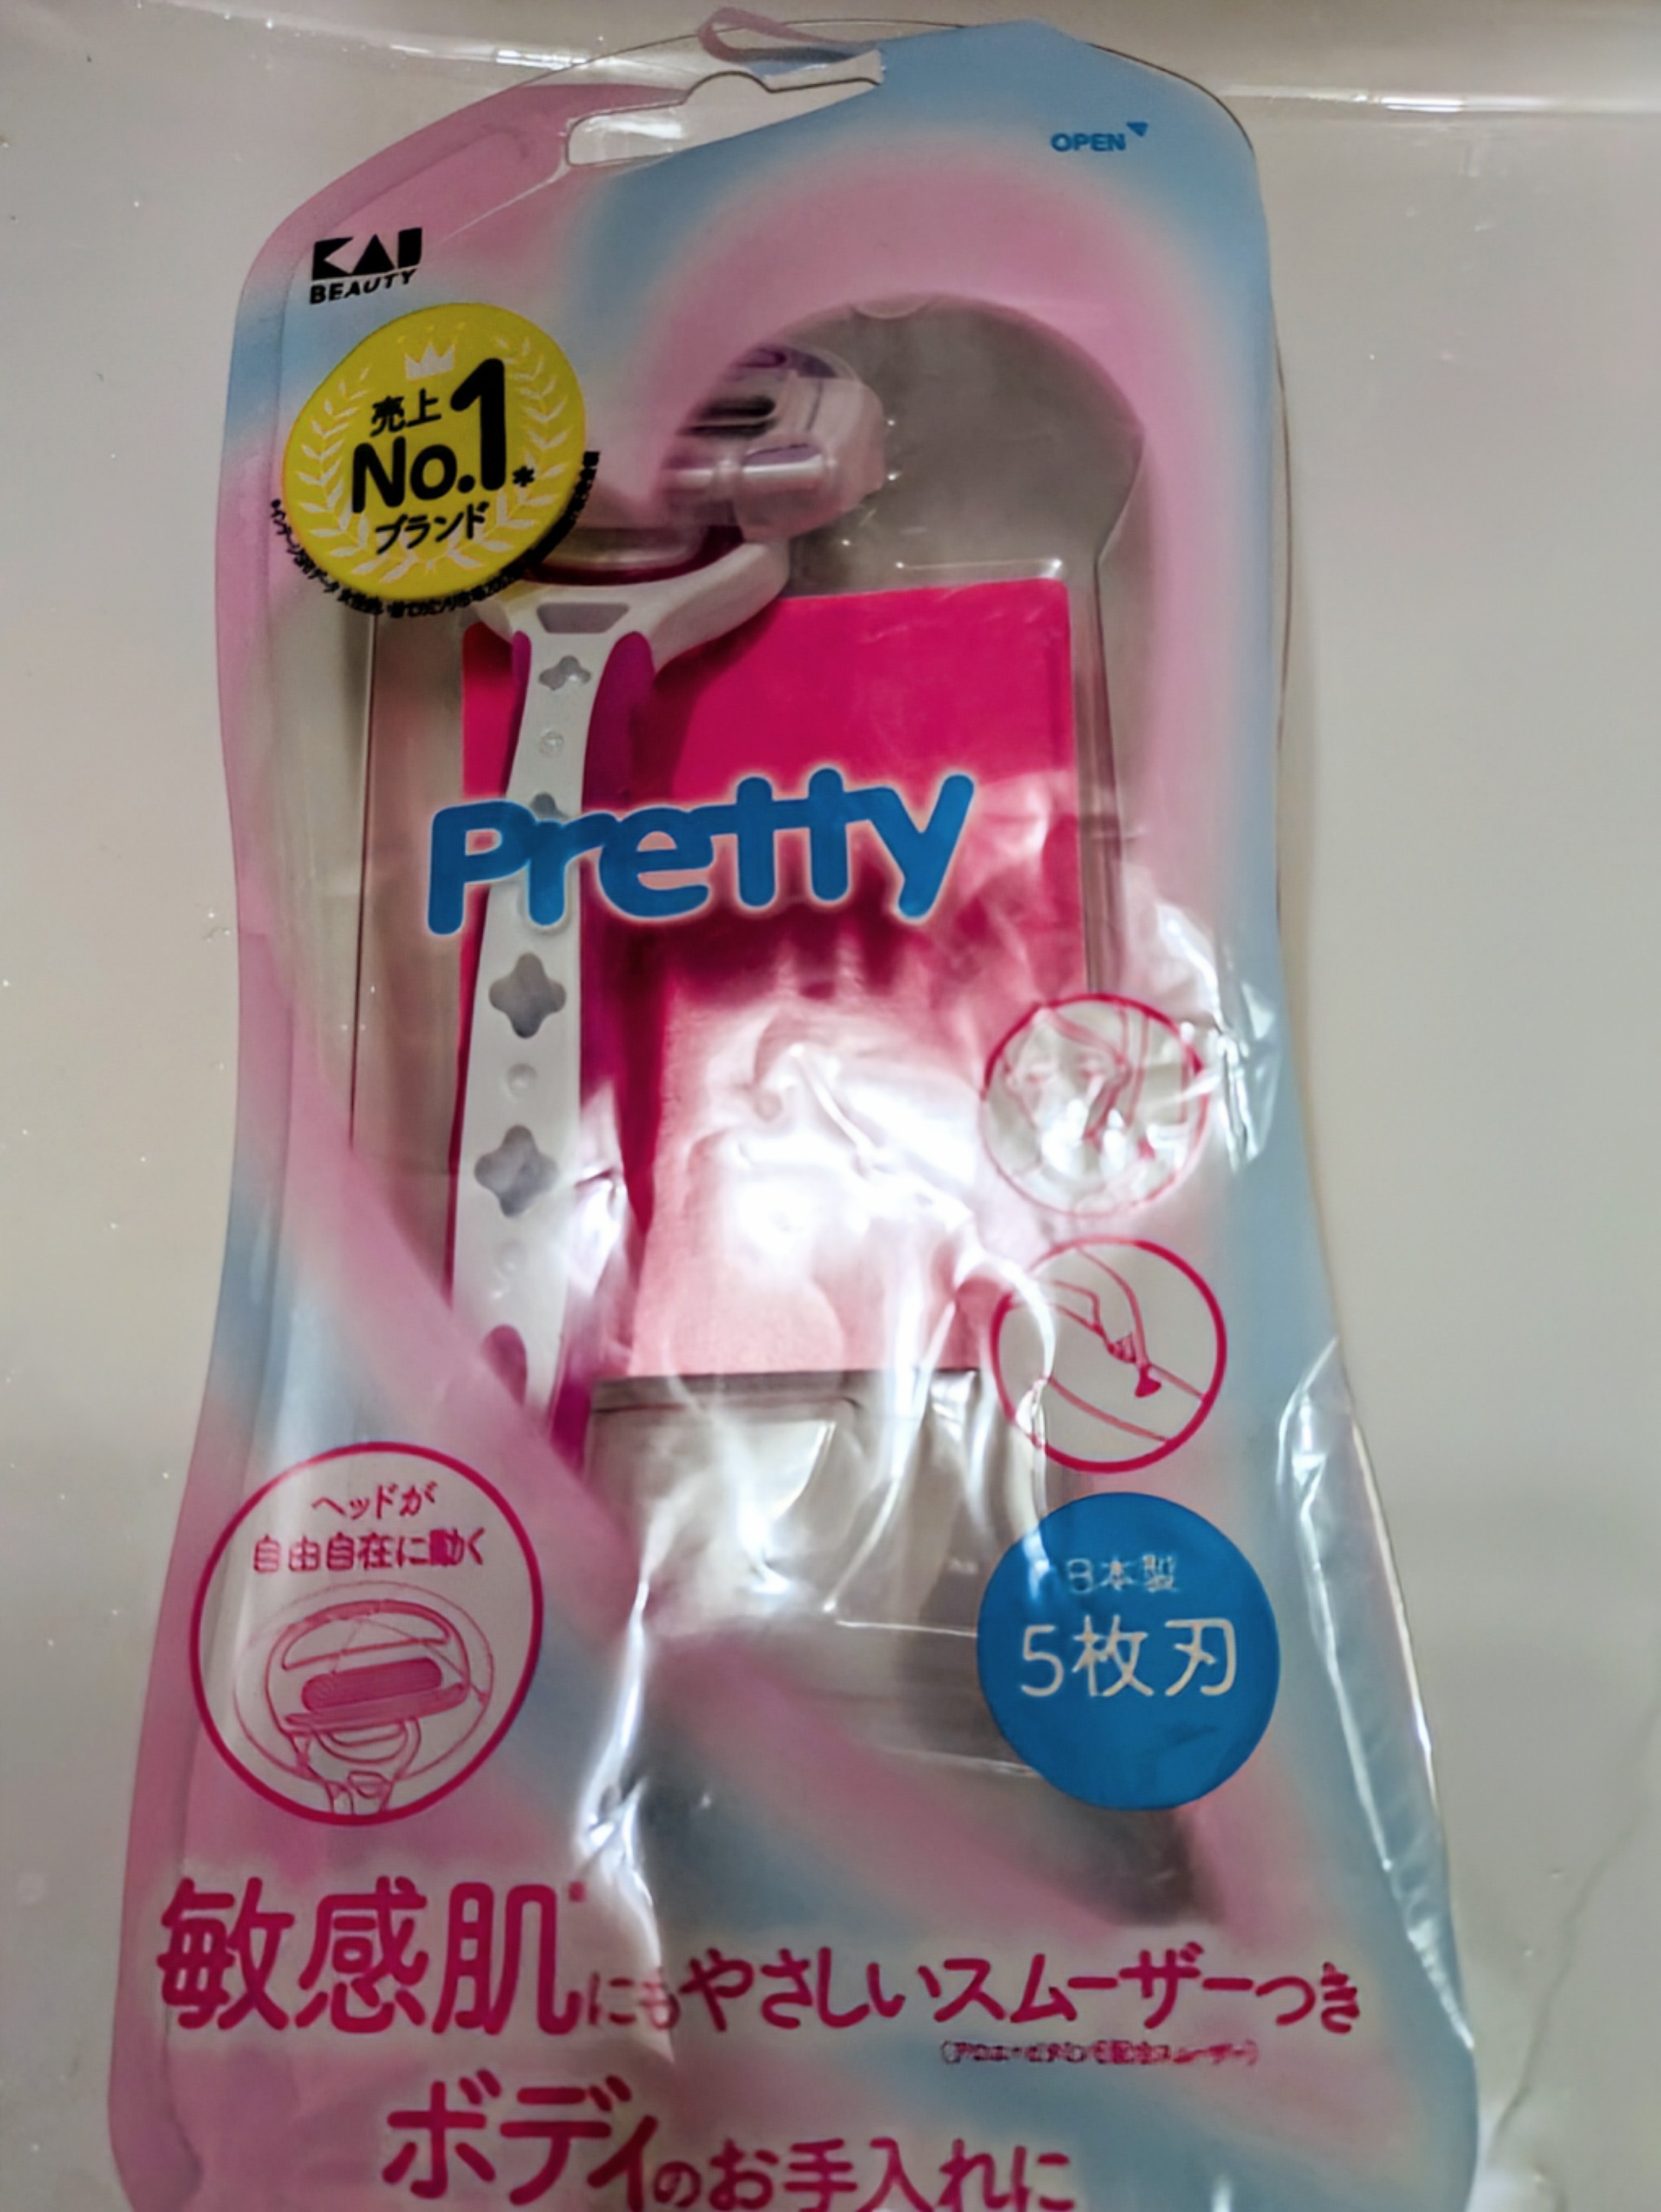 OPEN
KAI
BEAUTY
売上
No.1*
ブランド
Pretty
ヘッドが
自由自在に動く
日本製
5枚刃
敏感肌*にもやさしいスムーザーつき
ボディのお手入れに